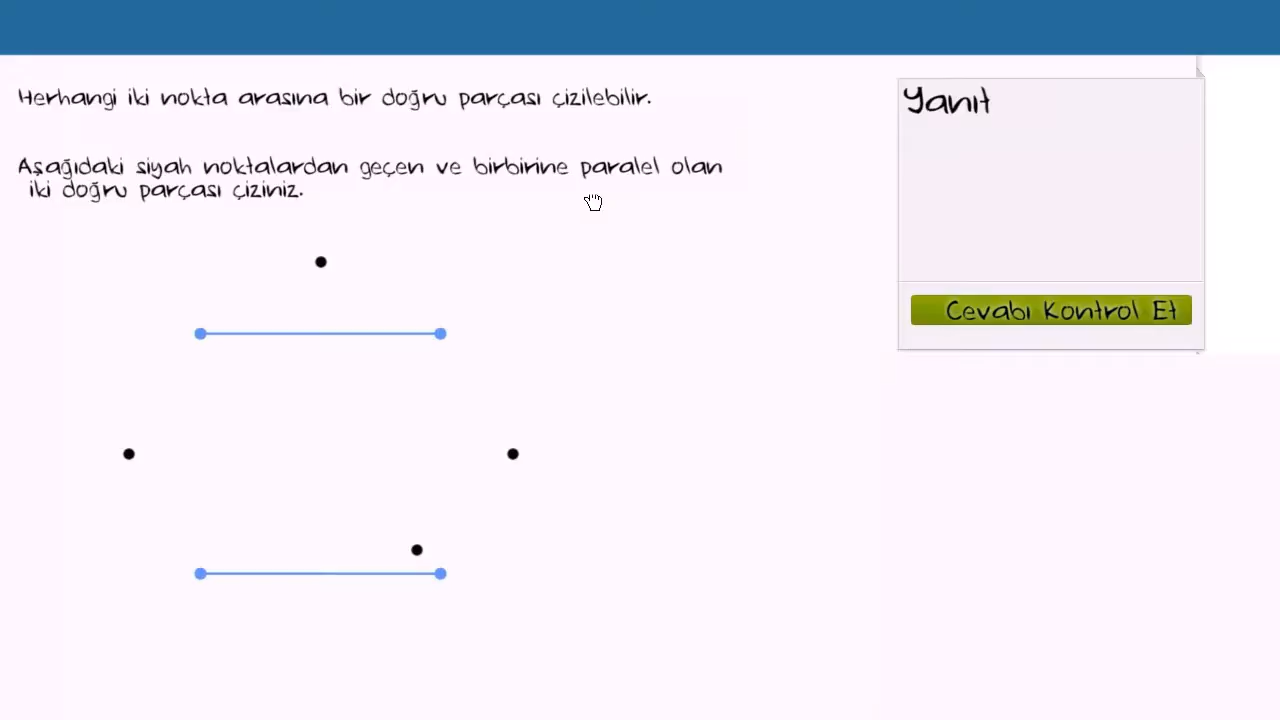 Herhangi iki nokta arasına bir doğru parçası çizilebilir.
Aşağıdaki siyah noktalardan geçen ve birbirine paralel olan
iki doğru parçası çiziniz.
Yanıt
Cevabı Kontrol Et